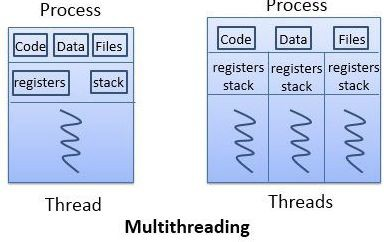 Process
Code Data Files
registers stack
Thread
Process
Code Data Files
registers registers registers
stack stack stack
Threads
Multithreading